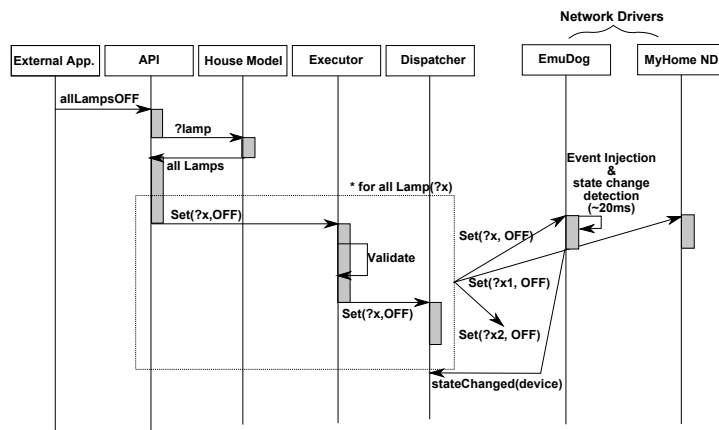 Network Drivers
External App.
API
House Model
Executor
Dispatcher
EmuDog
MyHome ND
allLampsOFF
?lamp
all Lamps
* for all Lamp(?x)
Event Injection
&
state change
detection
(~20ms)
Set(?x,OFF)
Set(?x, OFF)
Validate
Set(?x1, OFF)
Set(?x,OFF)
Set(?x2, OFF)
stateChanged(device)